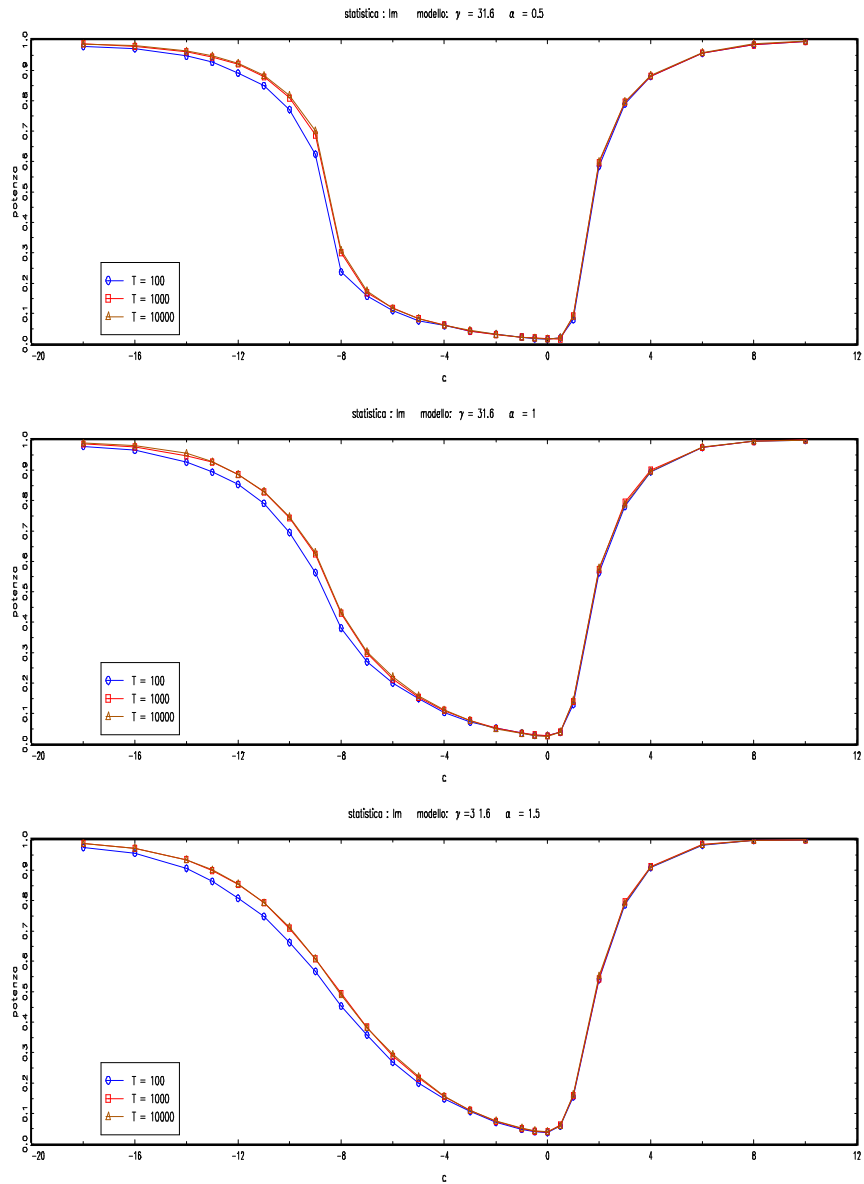 statistica : lm modello: γ = 31.6 α = 0.5
potenza
0.0 0.1 0.2 0.3 0.4 0.5 0.6 0.7 0.8 0.9 1.0
T = 100
T = 1000
T = 10000
-20 -16 -12 -8 -4 0 4 8 12
c
statistica : lm modello: γ = 31.6 α = 1
potenza
0.0 0.1 0.2 0.3 0.4 0.5 0.6 0.7 0.8 0.9 1.0
T = 100
T = 1000
T = 10000
-20 -16 -12 -8 -4 0 4 8 12
c
statistica : lm modello: γ =3 1.6 α = 1.5
potenza
0.0 0.1 0.2 0.3 0.4 0.5 0.6 0.7 0.8 0.9 1.0
T = 100
T = 1000
T = 10000
-20 -16 -12 -8 -4 0 4 8 12
c